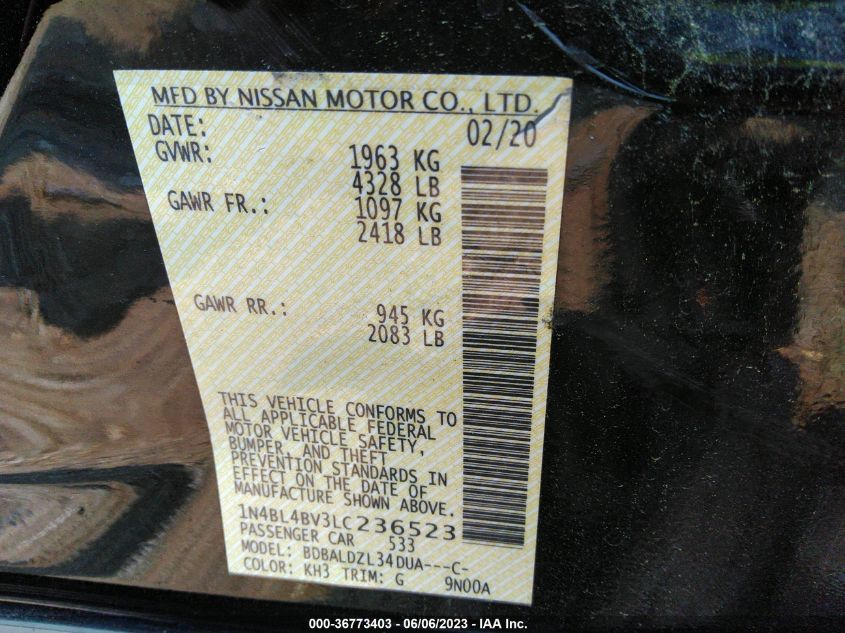 MFD BY NISSAN MOTOR CO., LTD.
DATE: 02/20
GVWR: 1963 KG
4328 LB
GAWR FR.: 1097 KG
2418 LB
GAWR RR.: 945 KG
2083 LB
THIS VEHICLE CONFORMS TO
ALL APPLICABLE FEDERAL
MOTOR VEHICLE SAFETY,
BUMPER, AND THEFT
PREVENTION STANDARDS IN
EFFECT ON THE DATE OF
MANUFACTURE SHOWN ABOVE.
1N4BL4BV3LC236523
PASSENGER CAR 533
MODEL: BDBALDZL34DUA---C-
COLOR: KH3 TRIM: G 9N00A
000-36773403 - 06/06/2023 - IAA Inc.